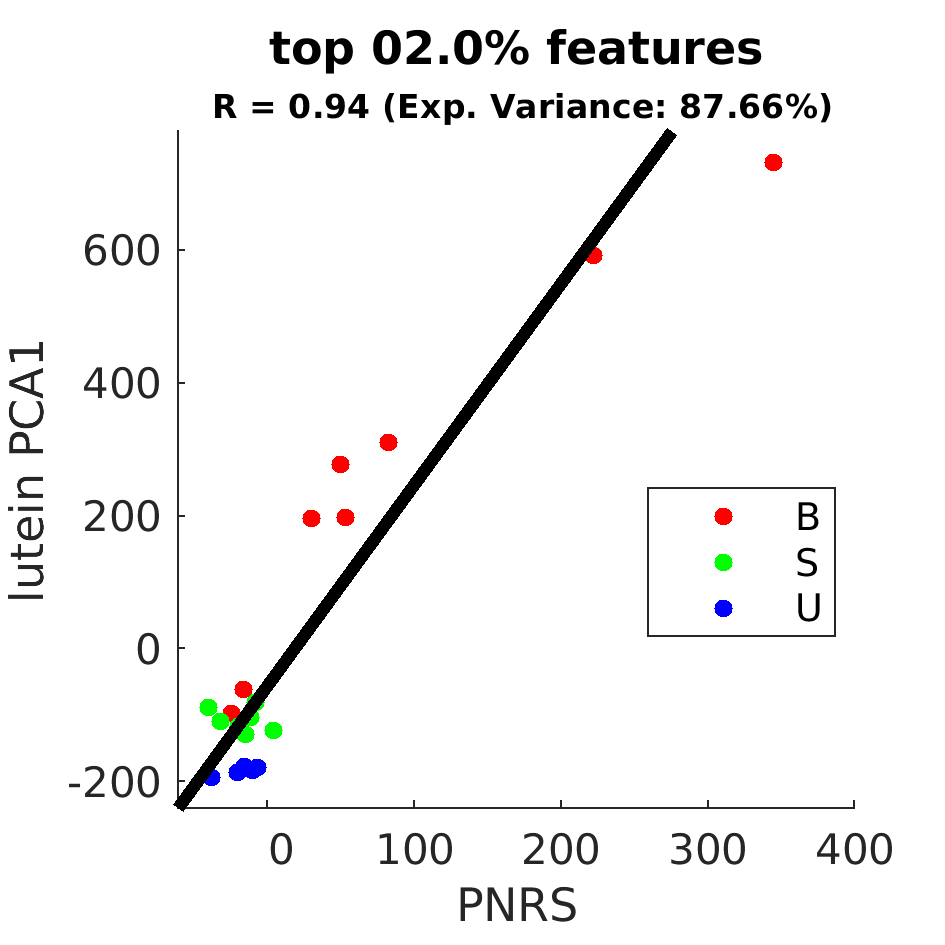 top 02.0% features
R = 0.94 (Exp. Variance: 87.66%)
lutein PCA1
600
400
200
0
-200
B
S
U
0 100 200 300 400
PNRS